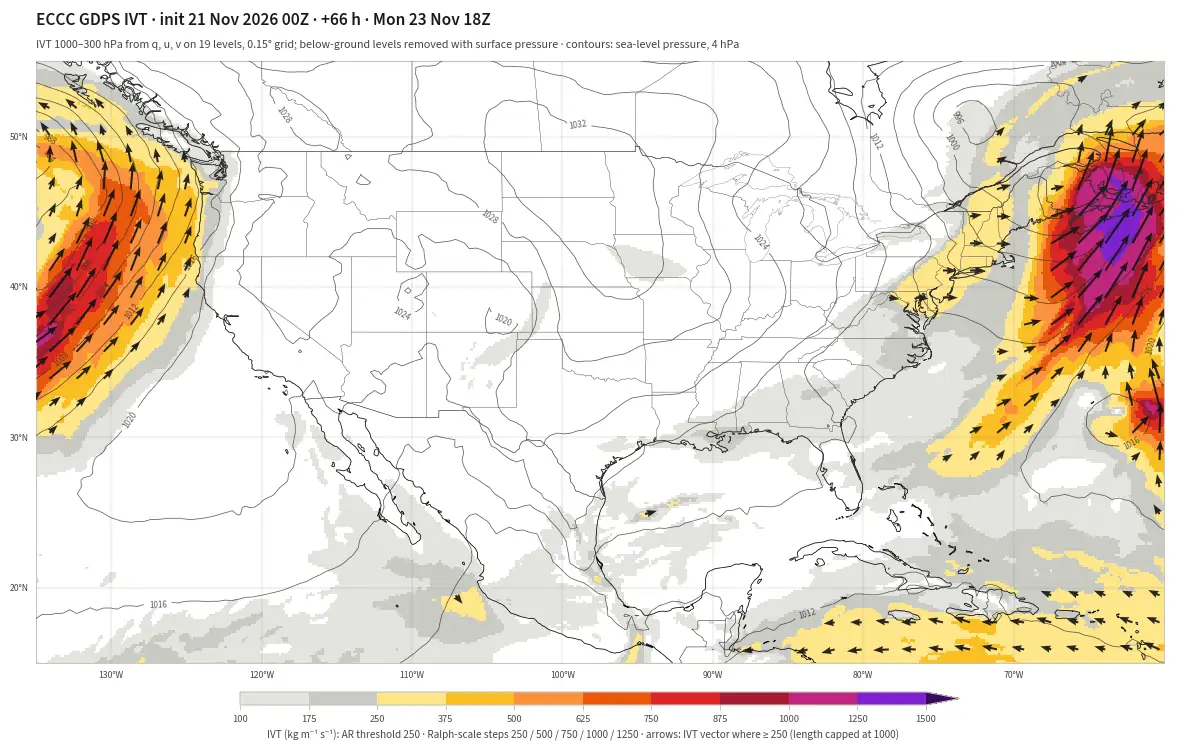 ECCC GDPS IVT · init 21 Nov 2026 00Z · +66 h · Mon 23 Nov 18Z
IVT 1000–300 hPa from q, u, v on 19 levels, 0.15° grid; below-ground levels removed with surface pressure · contours: sea-level pressure, 4 hPa
1028
1032
1012
996
1000
1028
1024
1012
1024
1020
1008
1020
1020
1016
1016
1012
50°N
40°N
30°N
20°N
130°W
120°W
110°W
100°W
90°W
80°W
70°W
100
175
250
375
500
625
750
875
1000
1250
1500
IVT (kg m⁻¹ s⁻¹): AR threshold 250 · Ralph-scale steps 250 / 500 / 750 / 1000 / 1250 · arrows: IVT vector where ≥ 250 (length capped at 1000)